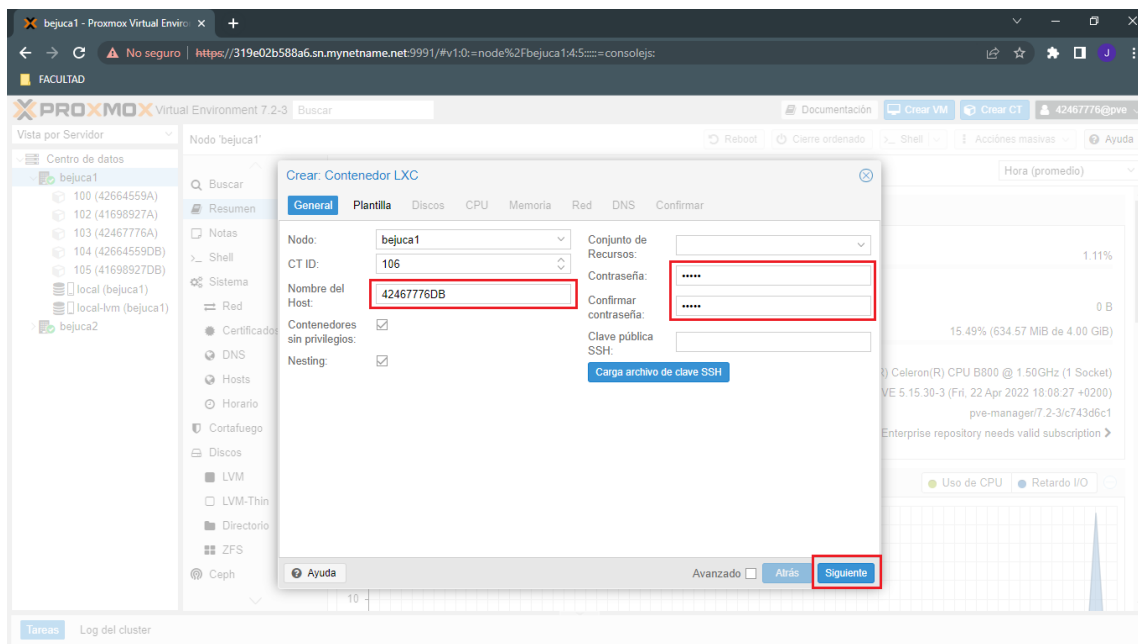 bejuca1 - Proxmox Virtual Enviro
No seguro | https://319e02b588a6.sn.mynetname.net:9991/#v1:0:=node%2Fbejuca1:4:5:::::=consolejs:
J
FACULTAD
PROXMOX Virtual Environment 7.2-3 Buscar
Documentación Crear VM Crear CT 42467776@pve
Vista por Servidor
Nodo 'bejuca1'
Reboot Cierre ordenado Shell Acciónes masivas Ayuda
Centro de datos
bejuca1
100 (42664559A)
102 (41698927A)
103 (42467776A)
104 (42664559DB)
105 (41698927DB)
local (bejuca1)
local-lvm (bejuca1)
bejuca2
Buscar
Resumen
Notas
>_ Shell
Sistema
Red
Certificados
DNS
Hosts
Horario
Cortafuego
Discos
LVM
LVM-Thin
Directorio
ZFS
Ceph
Hora (promedio)
Crear: Contenedor LXC
General Plantilla Discos CPU Memoria Red DNS Confirmar
Nodo: bejuca1
CT ID: 106
Nombre del
Host: 42467776DB
Contenedores
sin privilegios:
Nesting:
Conjunto de
Recursos:
Contraseña: •••••
Confirmar
contraseña: •••••
Clave pública
SSH:
Carga archivo de clave SSH
Ayuda
Avanzado Atrás Siguiente
1.11%
0 B
15.49% (634.57 MiB de 4.00 GiB)
Celeron(R) CPU B800 @ 1.50GHz (1 Socket)
5.15.30-3 (Fri, 22 Apr 2022 18:08:27 +0200)
pve-manager/7.2-3/c743d6c1
Enterprise repository needs valid subscription
Uso de CPU Retardo I/O
10
Tareas Log del cluster